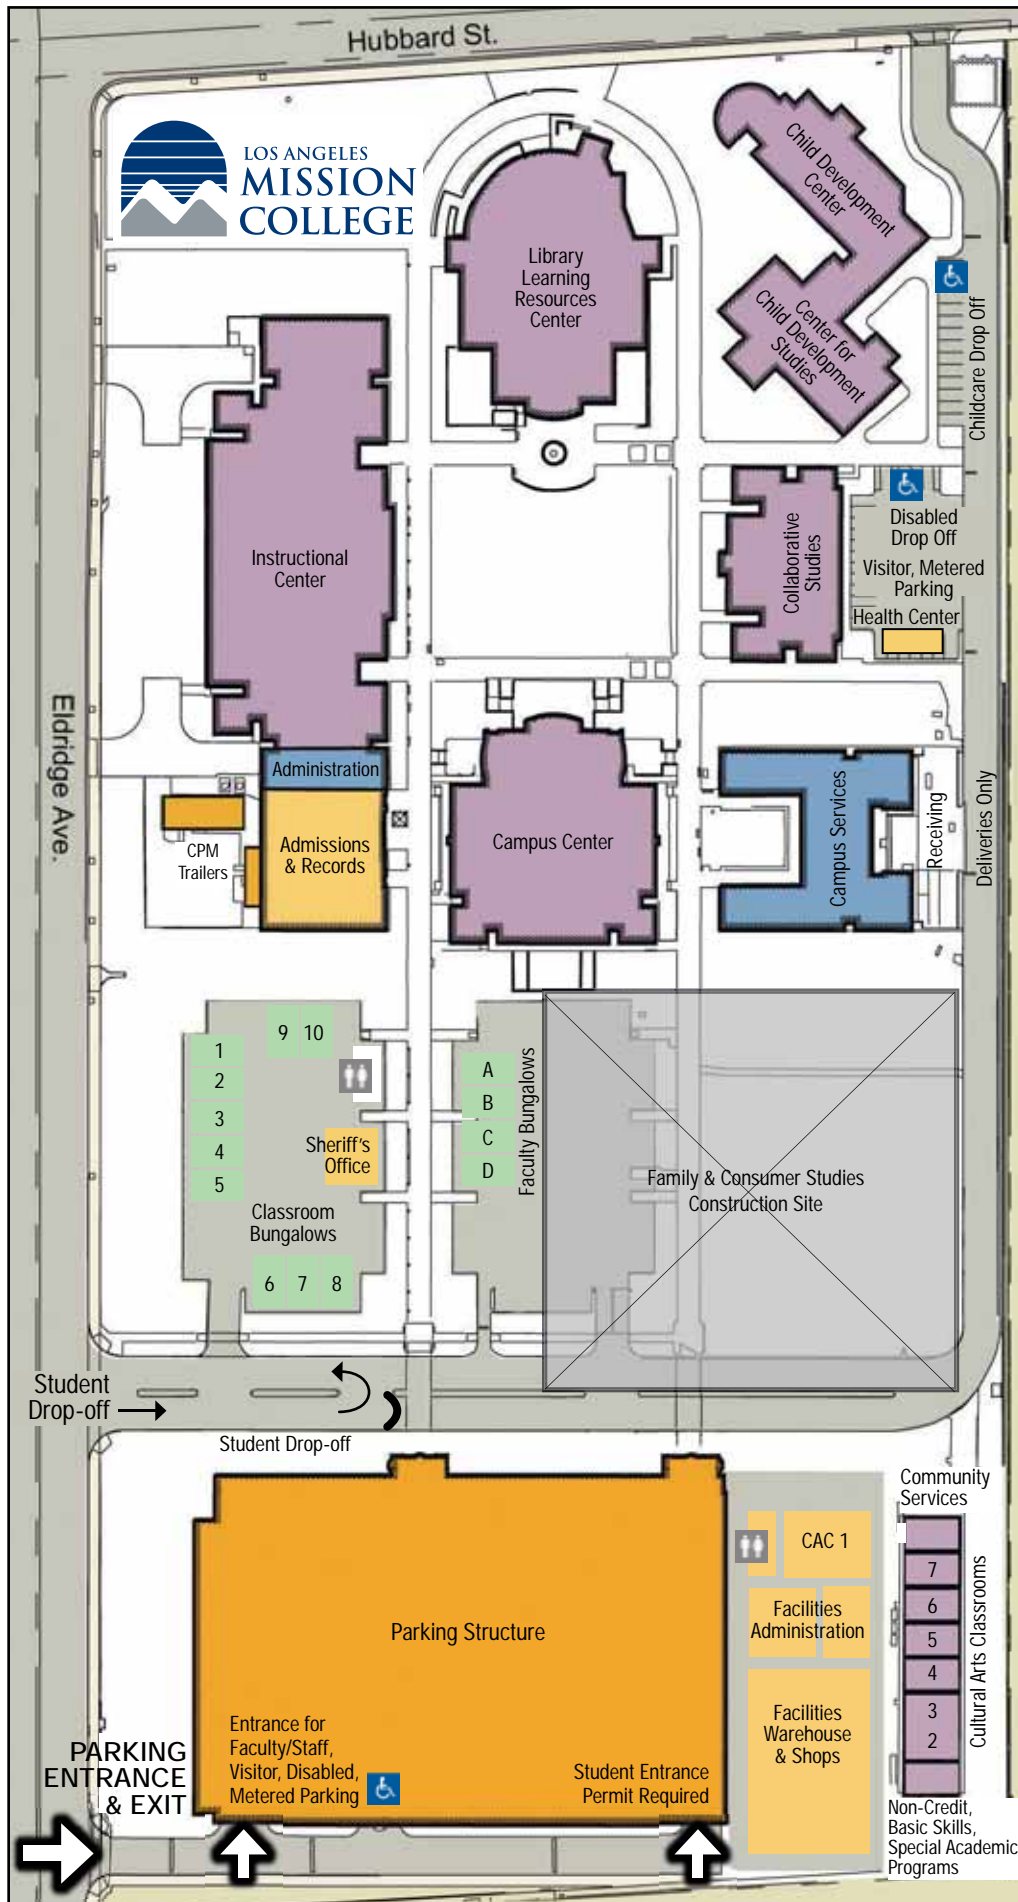 Hubbard St.
LOS ANGELES
MISSION
COLLEGE
Child Development
Center
Library
Learning
Resources
Center
Center for
Child Development
Studies
Childcare Drop Off
Instructional
Center
Collaborative
Studies
Disabled
Drop Off
Visitor, Metered
Parking
Health Center
Eldridge Ave.
Administration
Admissions
& Records
CPM
Trailers
Campus Center
Campus Services
Receiving
Deliveries Only
9 10
1
2
3
4
5
Sheriff's
Office
Classroom
Bungalows
6 7 8
A
B
C
D
Faculty Bungalows
Family & Consumer Studies
Construction Site
Student
Drop-off
Student Drop-off
Parking Structure
Entrance for
Faculty/Staff,
Visitor, Disabled,
Metered Parking
Student Entrance
Permit Required
PARKING
ENTRANCE
& EXIT
CAC 1
Facilities
Administration
Facilities
Warehouse
& Shops
Community
Services
7
6
5
4
3
2
Cultural Arts Classrooms
Non-Credit,
Basic Skills,
Special Academic
Programs